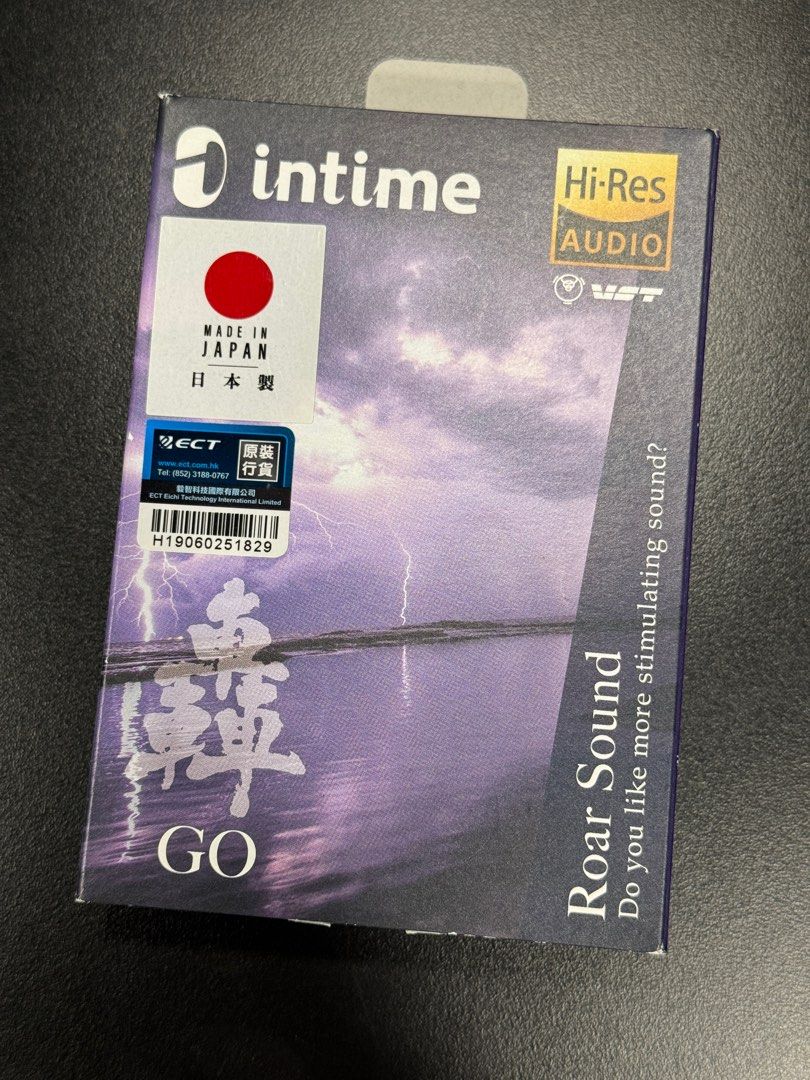 intime
Hi-Res
AUDIO
VST
MADE IN
JAPAN
日本製
ECT
原裝
行貨
www.ect.com.hk
Tel: (852) 3188-0767
毅智科技國際有限公司
ECT Eichi Technology International Limited
H19060251829
轟
GO
Roar Sound
Do you like more stimulating sound?